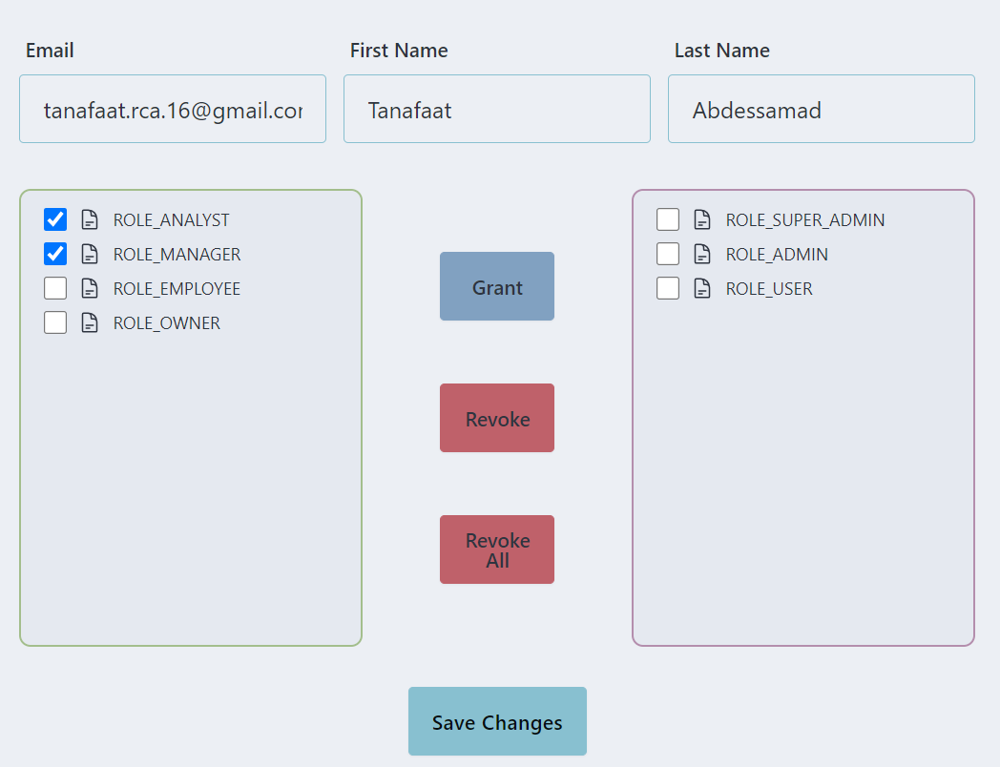 Email
First Name
Last Name
tanafaat.rca.16@gmail.cor
Tanafaat
Abdessamad
ROLE_ANALYST
ROLE_MANAGER
ROLE_EMPLOYEE
ROLE_OWNER
Grant
Revoke
Revoke
All
ROLE_SUPER_ADMIN
ROLE_ADMIN
ROLE_USER
Save Changes